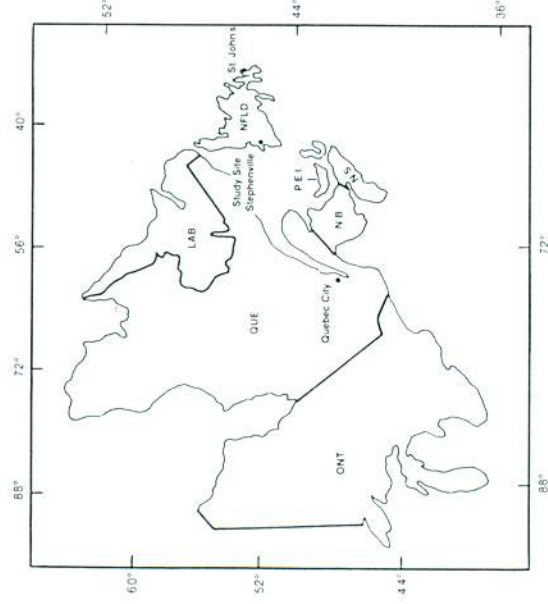 52°
44°
36°
40°
56°
72°
72°
88°
88°
60°
52°
44°
St. Johns
NFLD
Study Site
Stephenville
LAB
P.E.I.
N S
N B
QUE
Quebec City
ONT